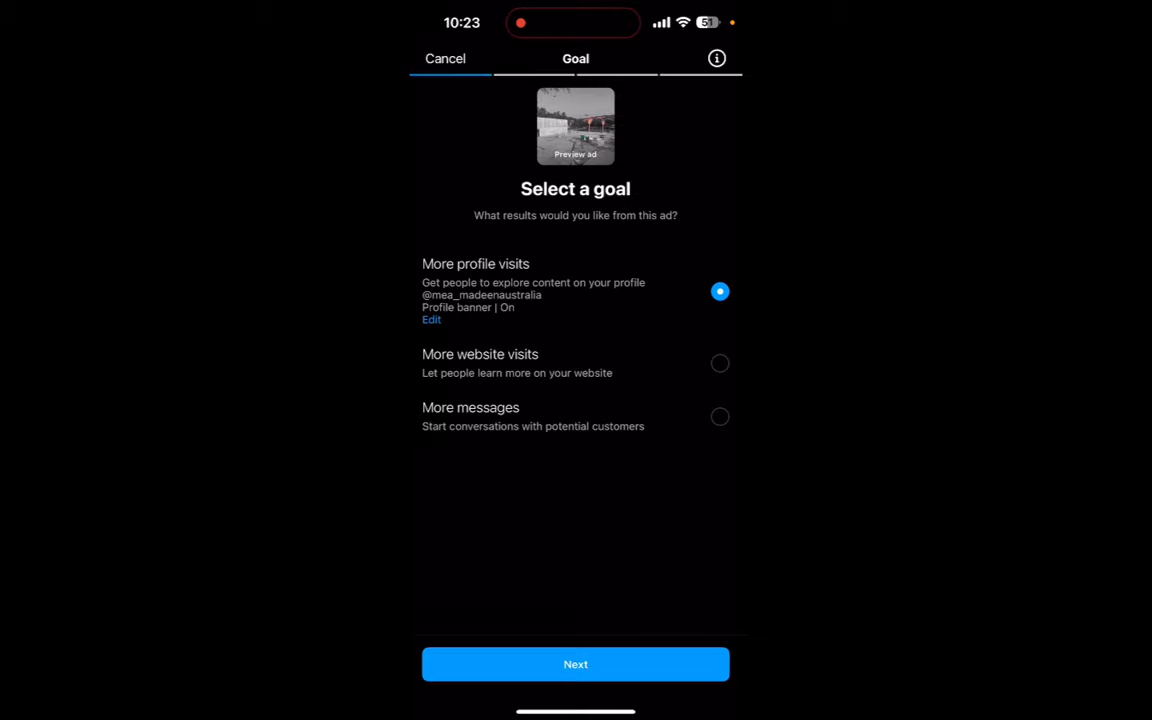 10:23
51
Cancel
Goal
Preview ad
Select a goal
What results would you like from this ad?
More profile visits
Get people to explore content on your profile
@mea_madeenaustralia
Profile banner | On
Edit
More website visits
Let people learn more on your website
More messages
Start conversations with potential customers
Next